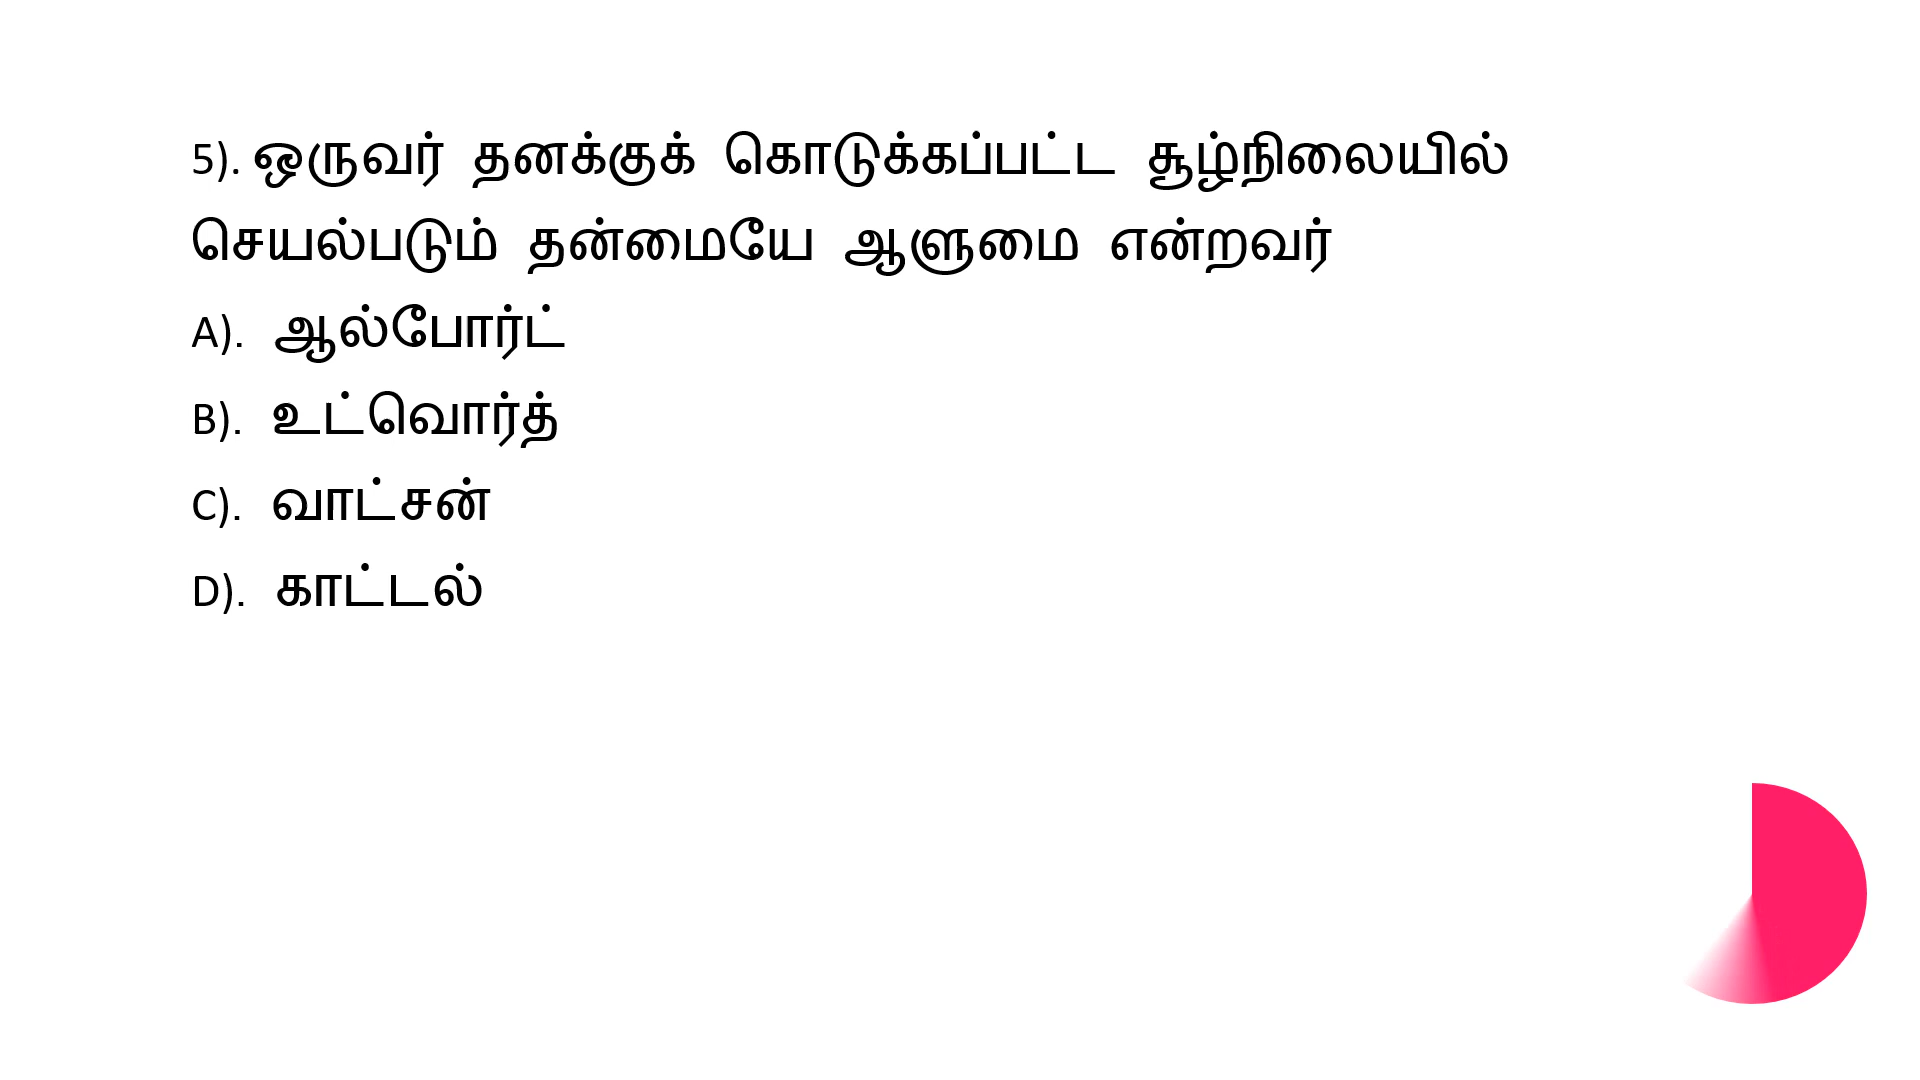 5). ஒருவர் தனக்குக் கொடுக்கப்பட்ட சூழ்நிலையில்
செயல்படும் தன்மையே ஆளுமை என்றவர்
A). ஆல்போர்ட்
B). உட்வொர்த்
C). வாட்சன்
D). காட்டல்